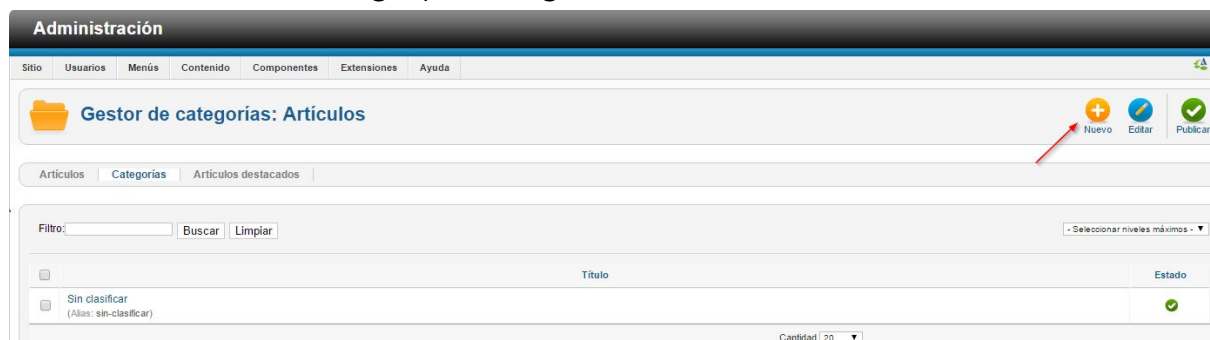 Administración
Sitio Usuarios Menús Contenido Componentes Extensiones Ayuda
Gestor de categorías: Artículos
Nuevo Editar Publicar
Artículos Categorías Artículos destacados
Filtro: Buscar Limpiar - Seleccionar niveles máximos -
Título Estado
Sin clasificar
(Alias: sin-clasificar)
Cantidad 20